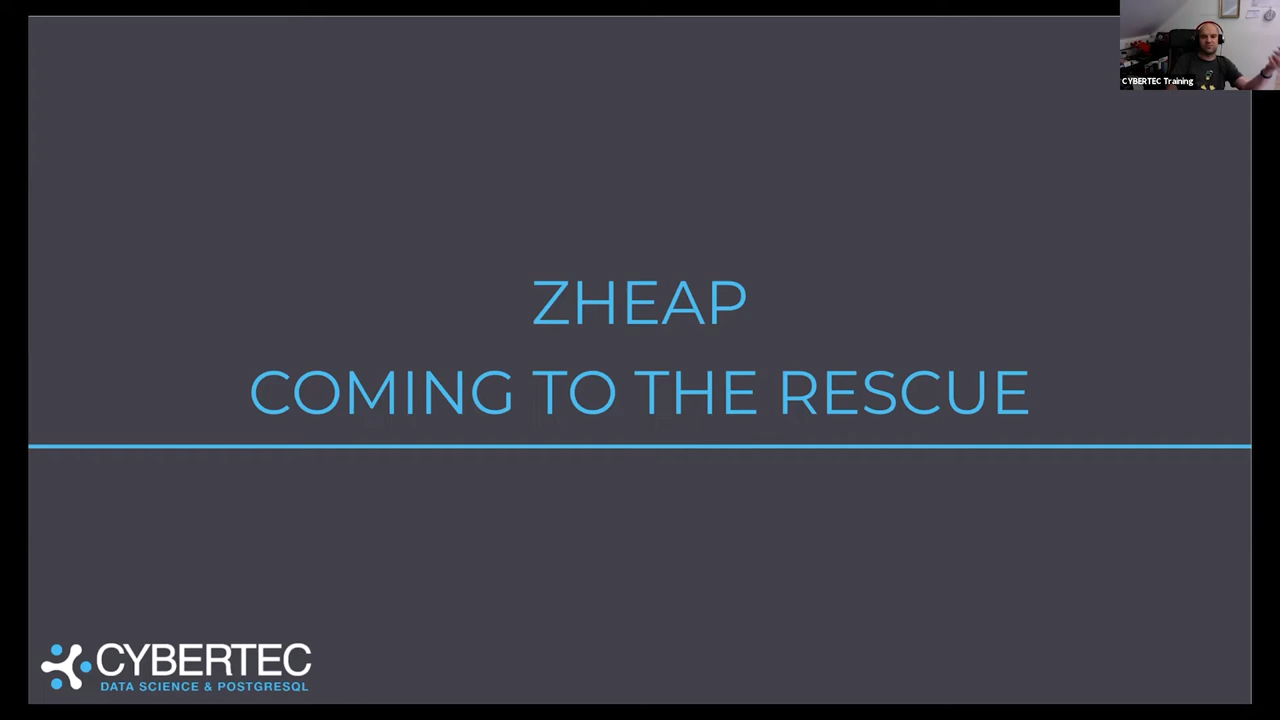 CYBERTEC Training
ZHEAP
COMING TO THE RESCUE
CYBERTEC
DATA SCIENCE & POSTGRESQL